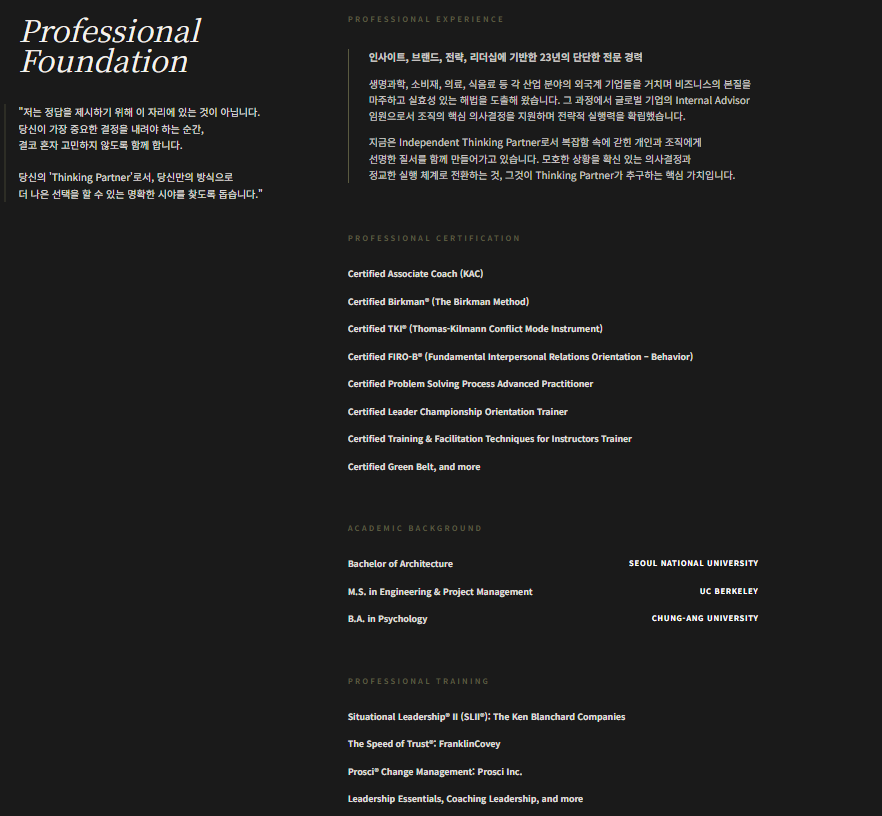 Professional
Foundation
"저는 정답을 제시하기 위해 이 자리에 있는 것이 아닙니다.
당신이 가장 중요한 결정을 내려야 하는 순간,
결코 혼자 고민하지 않도록 함께 합니다.
당신의 'Thinking Partner'로서, 당신만의 방식으로
더 나은 선택을 할 수 있는 명확한 시야를 찾도록 돕습니다."
PROFESSIONAL EXPERIENCE
인사이트, 브랜드, 전략, 리더십에 기반한 23년의 단단한 전문 경력
생명과학, 소비재, 의료, 식음료 등 각 산업 분야의 외국계 기업들을 거치며 비즈니스의 본질을
마주하고 실효성 있는 해법을 도출해 왔습니다. 그 과정에서 글로벌 기업의 Internal Advisor
임원으로서 조직의 핵심 의사결정을 지원하며 전략적 실행력을 확립했습니다.
지금은 Independent Thinking Partner로서 복잡함 속에 갇힌 개인과 조직에게
선명한 질서를 함께 만들어가고 있습니다. 모호한 상황을 확신 있는 의사결정과
정교한 실행 체계로 전환하는 것, 그것이 Thinking Partner가 추구하는 핵심 가치입니다.
PROFESSIONAL CERTIFICATION
Certified Associate Coach (KAC)
Certified Birkman® (The Birkman Method)
Certified TKI® (Thomas-Kilmann Conflict Mode Instrument)
Certified FIRO-B® (Fundamental Interpersonal Relations Orientation – Behavior)
Certified Problem Solving Process Advanced Practitioner
Certified Leader Championship Orientation Trainer
Certified Training & Facilitation Techniques for Instructors Trainer
Certified Green Belt, and more
ACADEMIC BACKGROUND
Bachelor of Architecture SEOUL NATIONAL UNIVERSITY
M.S. in Engineering & Project Management UC BERKELEY
B.A. in Psychology CHUNG-ANG UNIVERSITY
PROFESSIONAL TRAINING
Situational Leadership® II (SLII®): The Ken Blanchard Companies
The Speed of Trust®: FranklinCovey
Prosci® Change Management: Prosci Inc.
Leadership Essentials, Coaching Leadership, and more